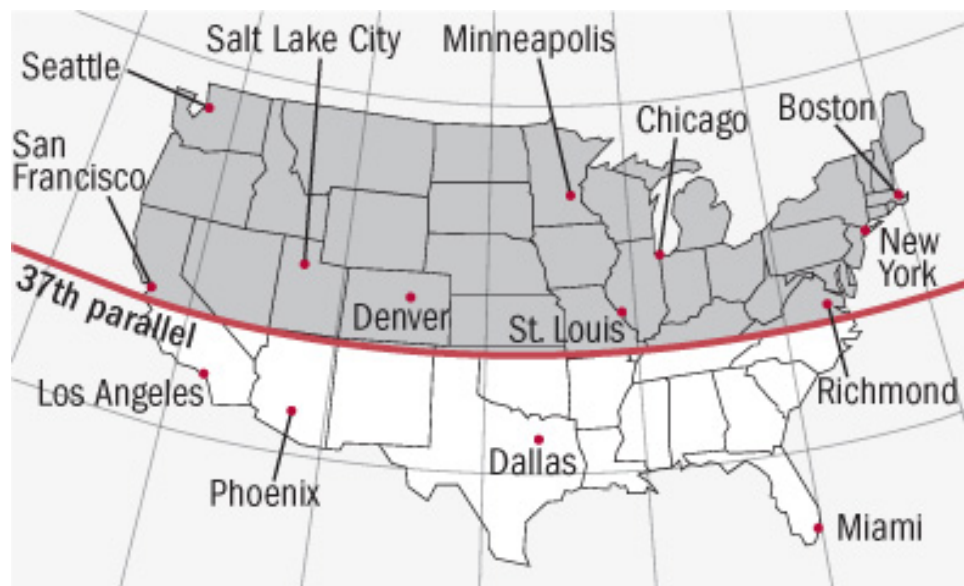 Salt Lake City
Minneapolis
Seattle
Chicago
Boston
San
Francisco
New
York
37th parallel
Denver
St. Louis
Los Angeles
Richmond
Dallas
Phoenix
Miami